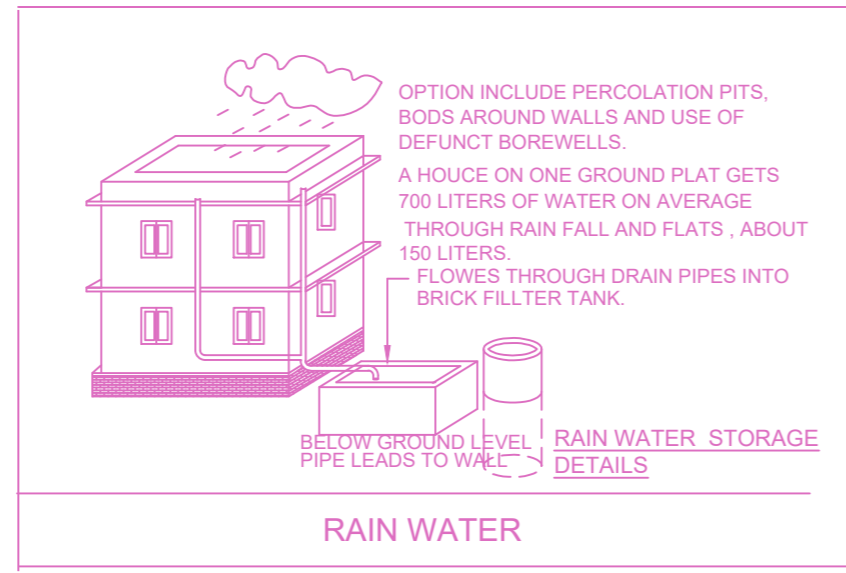 OPTION INCLUDE PERCOLATION PITS,
BODS AROUND WALLS AND USE OF
DEFUNCT BOREWELLS.
A HOUCE ON ONE GROUND PLAT GETS
700 LITERS OF WATER ON AVERAGE
THROUGH RAIN FALL AND FLATS , ABOUT
150 LITERS.
FLOWES THROUGH DRAIN PIPES INTO
BRICK FILLTER TANK.
BELOW GROUND LEVEL
PIPE LEADS TO WALL
RAIN WATER STORAGE
DETAILS
RAIN WATER